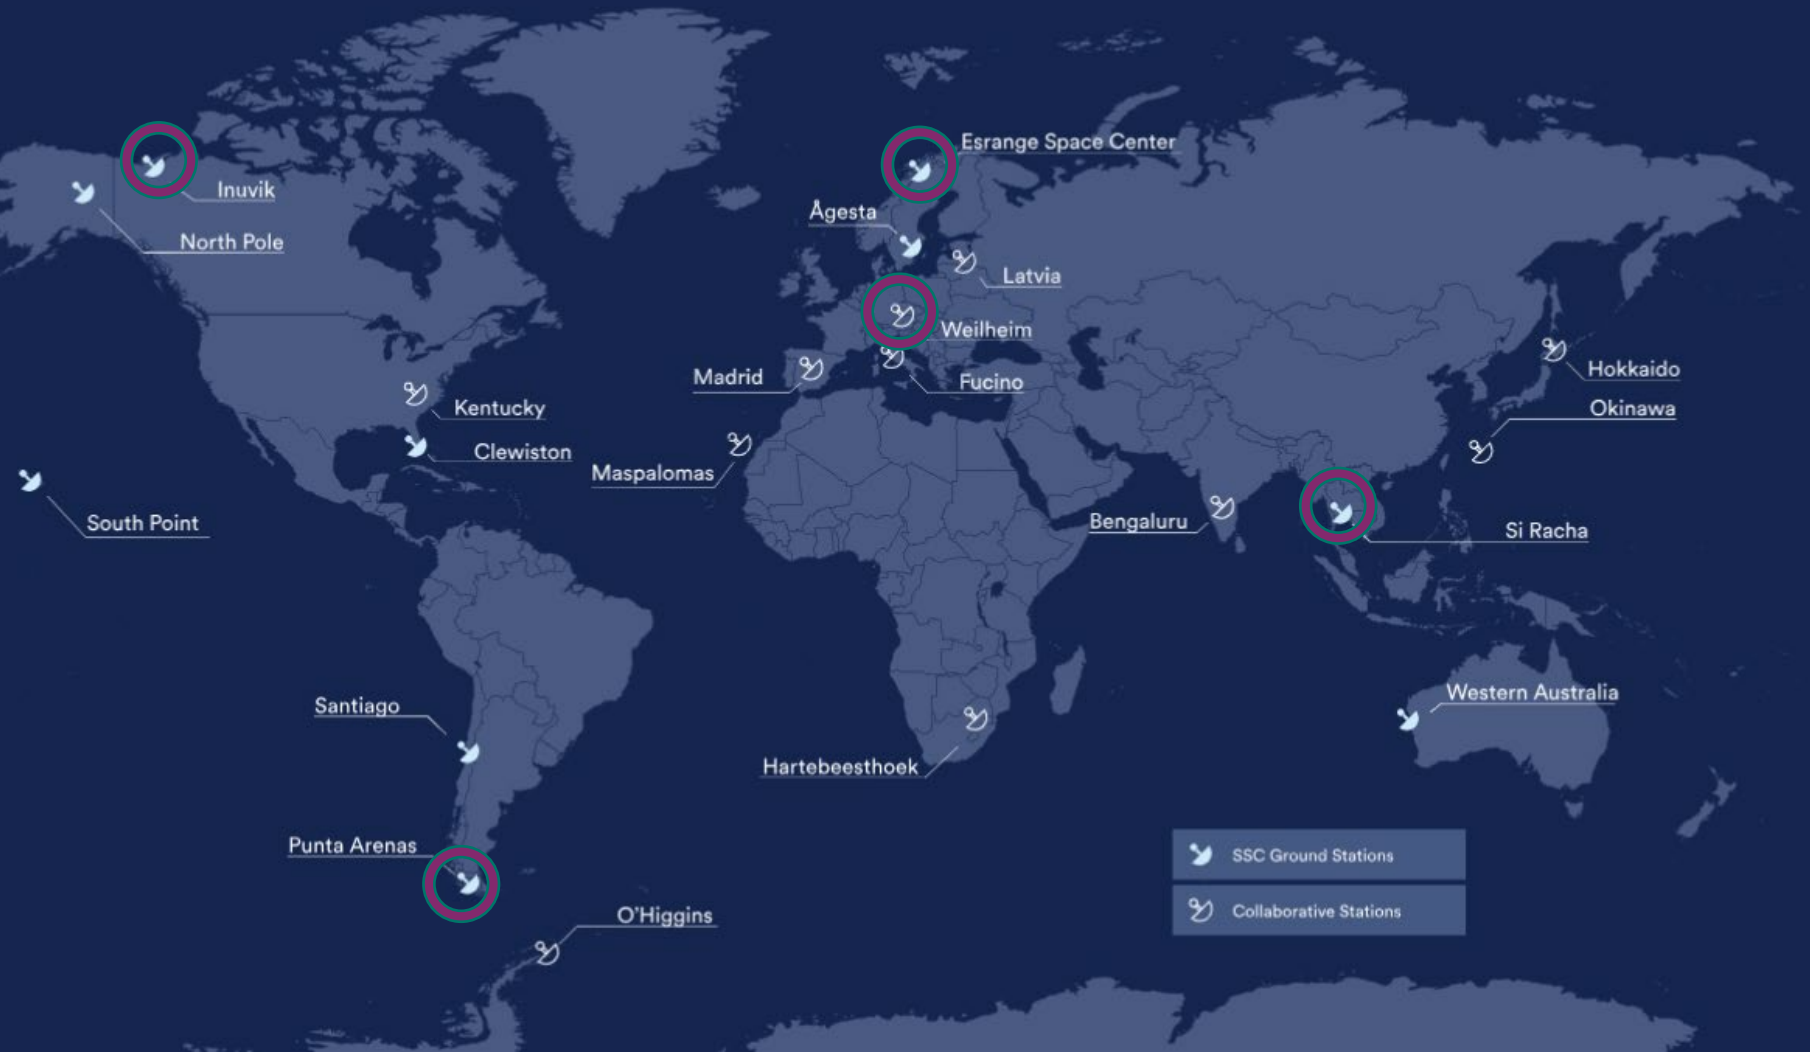 Esrange Space Center
Inuvik
Ågesta
North Pole
Latvia
Weilheim
Madrid
Fucino
Hokkaido
Kentucky
Okinawa
Clewiston
Maspalomas
South Point
Bengaluru
Si Racha
Western Australia
Santiago
Hartebeesthoek
Punta Arenas
SSC Ground Stations
O'Higgins
Collaborative Stations